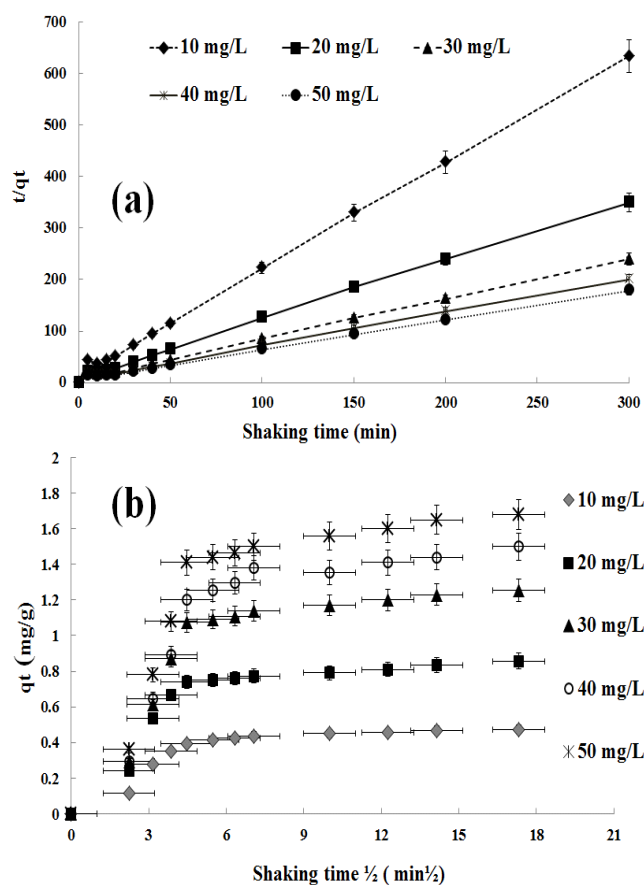 700
600
500
400
300
200
100
0
t/qt
10 mg/L 20 mg/L 30 mg/L
40 mg/L 50 mg/L
(a)
0 50 100 150 200 250 300
Shaking time (min)
2
1.8
1.6
1.4
1.2
1
0.8
0.6
0.4
0.2
0
qt (mg/g)
(b)
10 mg/L
20 mg/L
30 mg/L
40 mg/L
50 mg/L
0 3 6 9 12 15 18 21
Shaking time ½ ( min½)